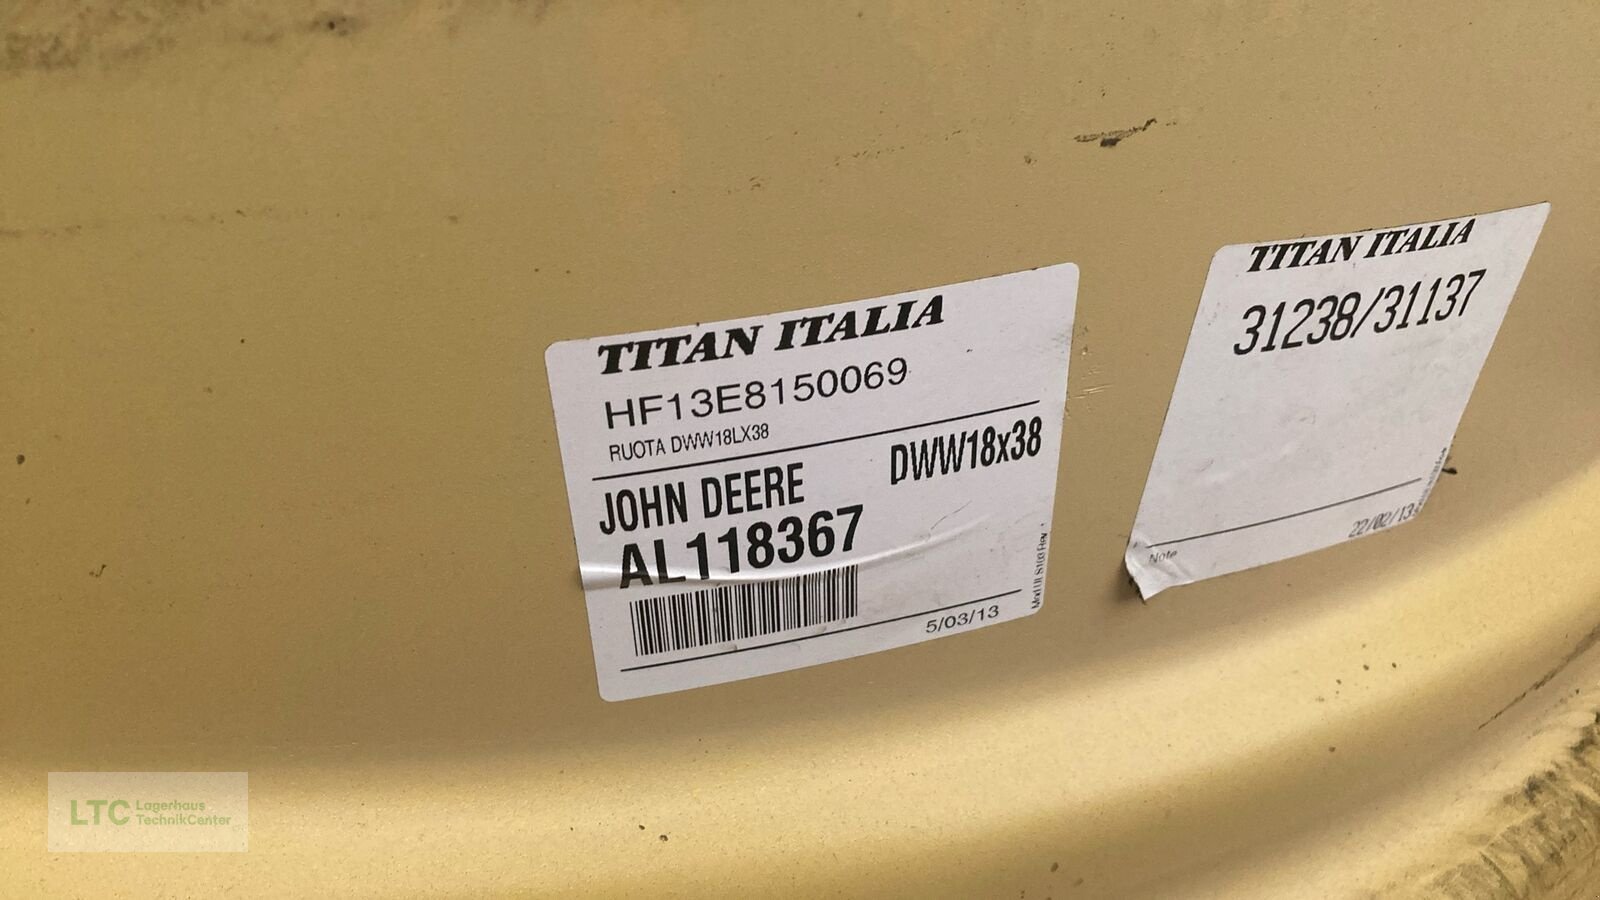 TITAN ITALIA
HF13E8150069
RUOTA DWW18LX38
JOHN DEERE
DWW18x38
AL118367
5/03/13
TITAN ITALIA
31238/31137
Note
22/02/13
LTC Lagerhaus
TechnikCenter